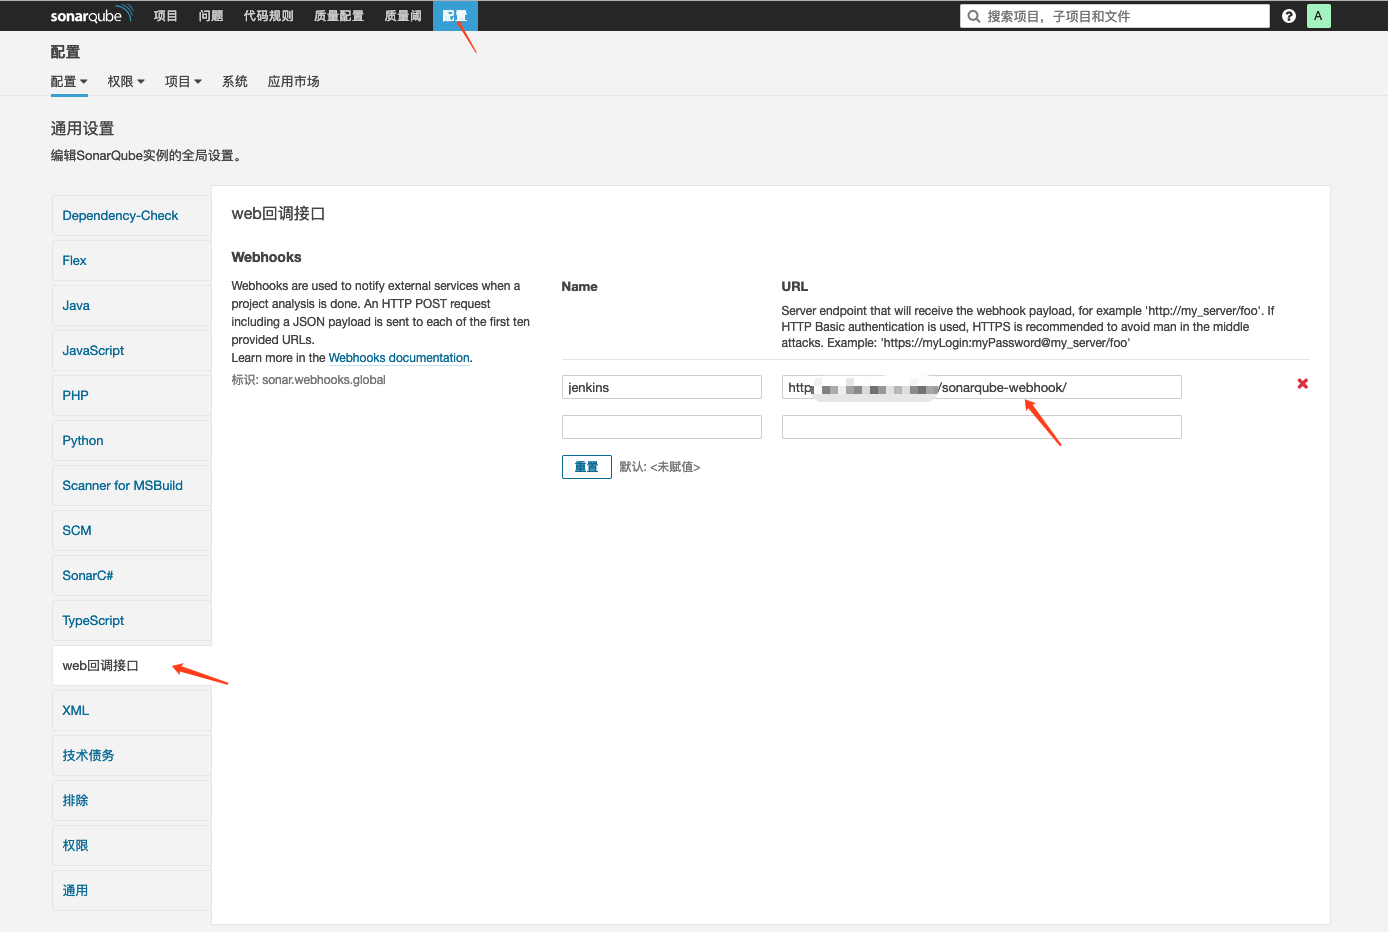 sonarqube 项目 问题 代码规则 质量配置 质量阈 配置 搜索项目，子项目和文件 ? A
配置
配置 权限 项目 系统 应用市场
通用设置
编辑SonarQube实例的全局设置。
Dependency-Check
Flex
Java
JavaScript
PHP
Python
Scanner for MSBuild
SCM
SonarC#
TypeScript
web回调接口
XML
技术债务
排除
权限
通用
web回调接口
Webhooks
Webhooks are used to notify external services when a
project analysis is done. An HTTP POST request
including a JSON payload is sent to each of the first ten
provided URLs.
Learn more in the Webhooks documentation.
标识: sonar.webhooks.global
Name
URL
Server endpoint that will receive the webhook payload, for example 'http://my_server/foo'. If
HTTP Basic authentication is used, HTTPS is recommended to avoid man in the middle
attacks. Example: 'https://myLogin:myPassword@my_server/foo'
jenkins
http /sonarqube-webhook/
重置 默认: <未赋值>